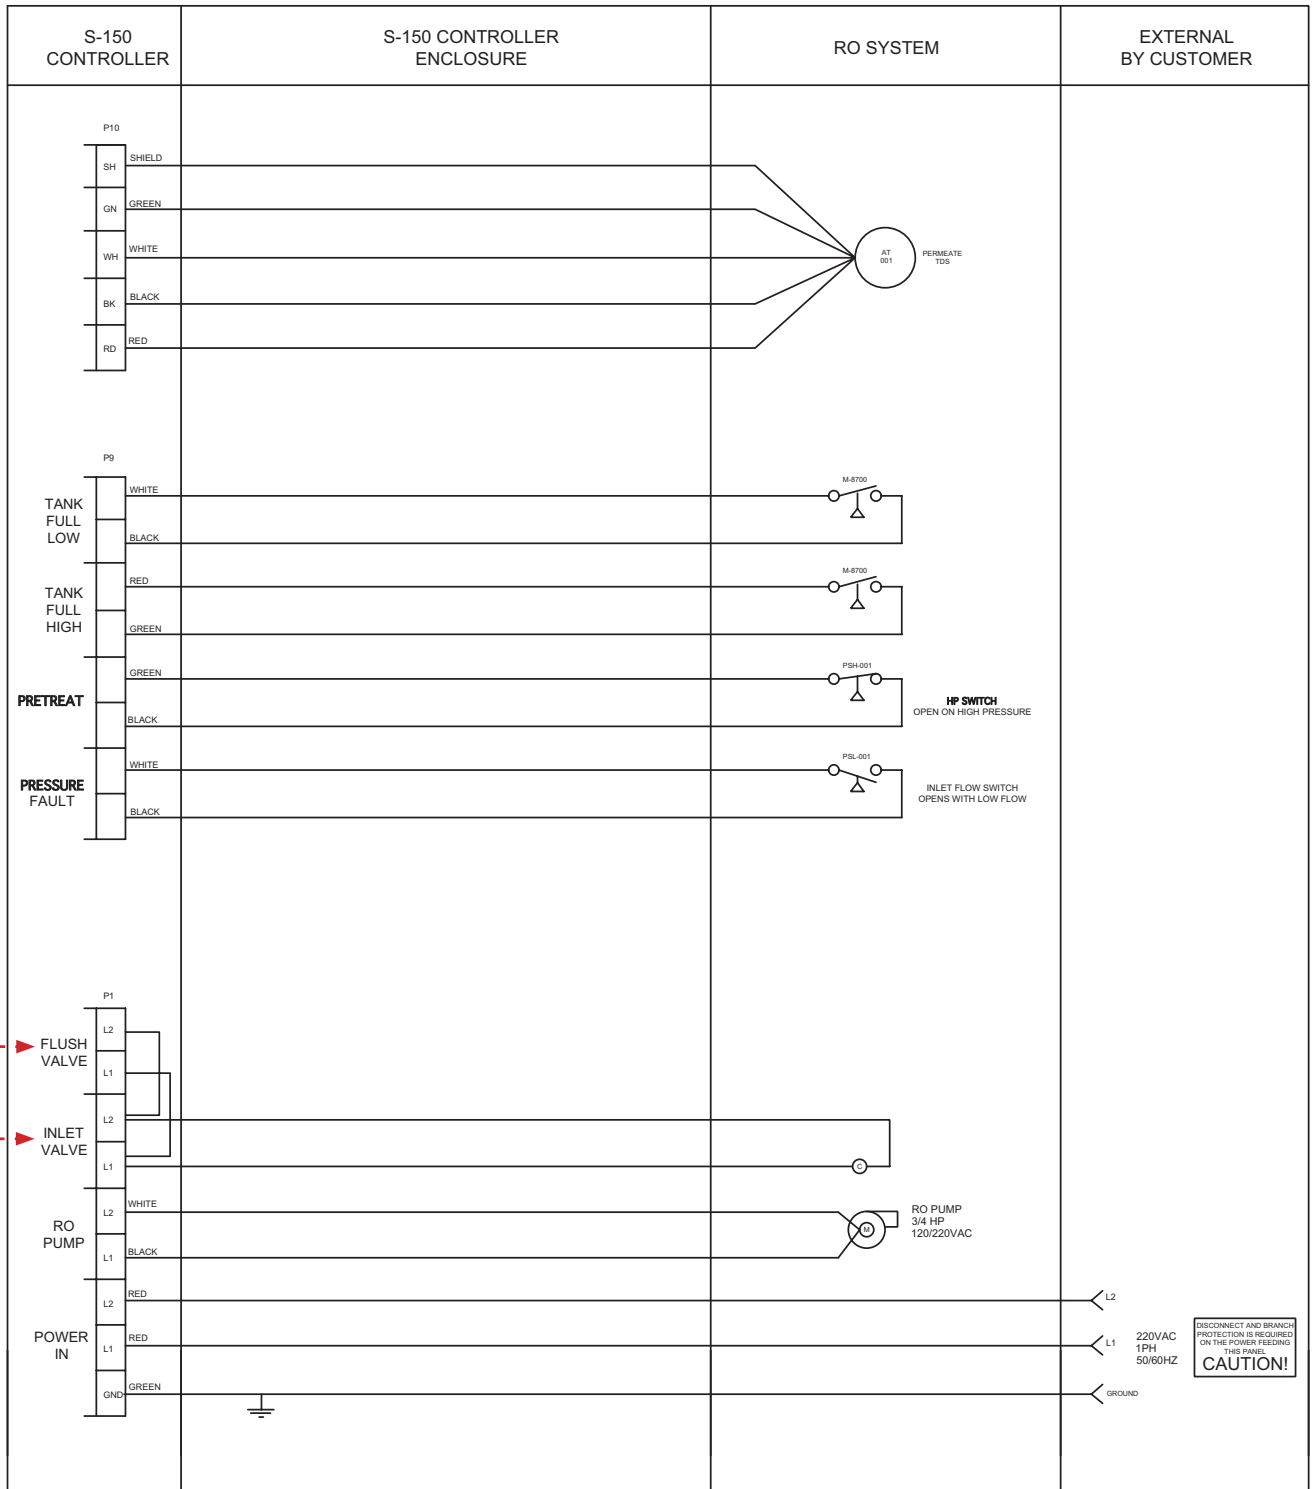 S-150
CONTROLLER
S-150 CONTROLLER
ENCLOSURE
RO SYSTEM
EXTERNAL
BY CUSTOMER
P10
SH
SHIELD
GN
GREEN
WH
WHITE
BK
BLACK
RD
RED
AT
001
PERMEATE
TDS
P9
TANK
FULL
LOW
WHITE
BLACK
M-8700
TANK
FULL
HIGH
RED
GREEN
M-8700
PRETREAT
GREEN
BLACK
PSH-001
HP SWITCH
OPEN ON HIGH PRESSURE
PRESSURE
FAULT
WHITE
BLACK
PSL-001
INLET FLOW SWITCH
OPENS WITH LOW FLOW
P1
FLUSH
VALVE
L2
L1
INLET
VALVE
L2
L1
C
RO
PUMP
L2
WHITE
L1
BLACK
M
RO PUMP
3/4 HP
120/220VAC
POWER
IN
L2
RED
L1
RED
GND
GREEN
L2
L1
GROUND
220VAC
1PH
50/60HZ
DISCONNECT AND BRANCH
PROTECTION IS REQUIRED
ON THE POWER FEEDING
THIS PANEL
CAUTION!